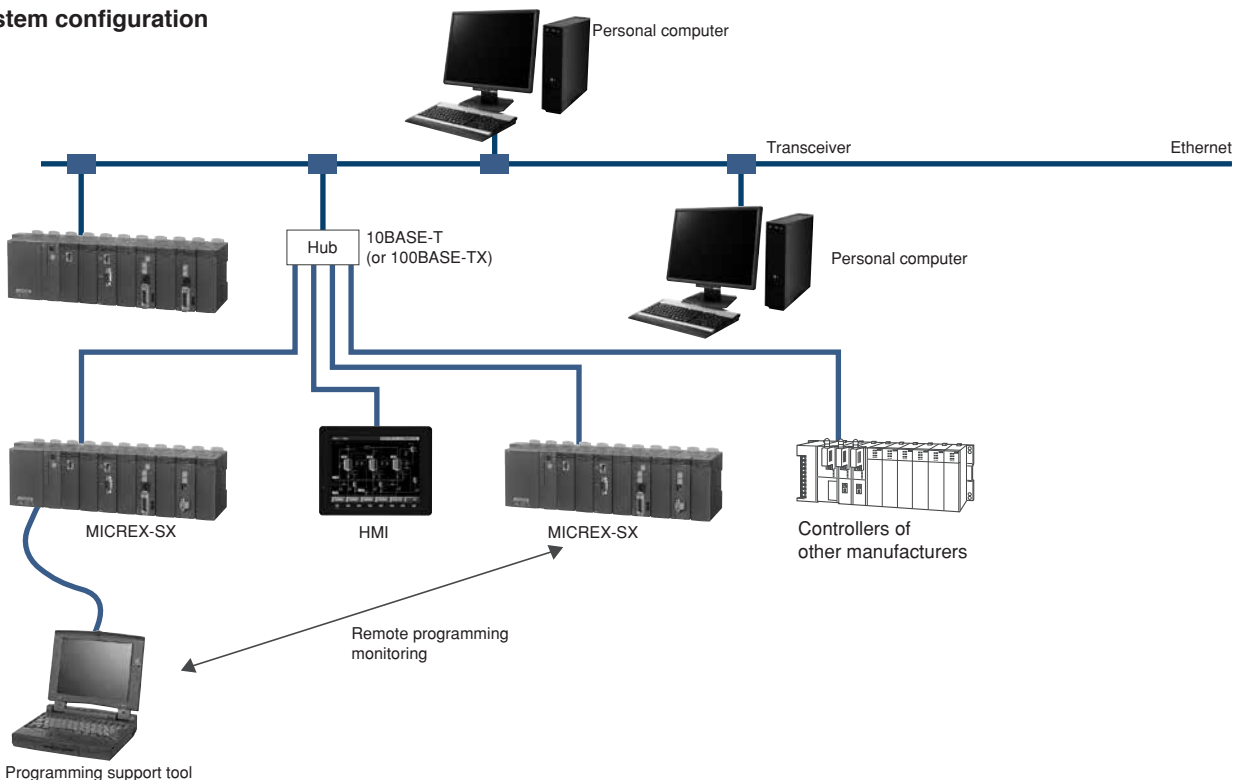 stem configuration
Personal computer
Transceiver
Ethernet
Hub
10BASE-T
(or 100BASE-TX)
Personal computer
MICREX-SX
HMI
MICREX-SX
Controllers of
other manufacturers
Remote programming
monitoring
Programming support tool